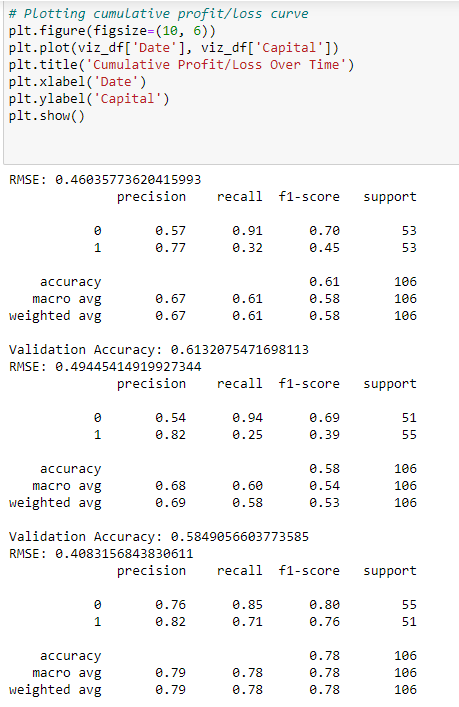 # Plotting cumulative profit/loss curve
plt.figure(figsize=(10, 6))
plt.plot(viz_df['Date'], viz_df['Capital'])
plt.title('Cumulative Profit/Loss Over Time')
plt.xlabel('Date')
plt.ylabel('Capital')
plt.show()
RMSE: 0.46035773620415993
precision recall f1-score support
0 0.57 0.91 0.70 53
1 0.77 0.32 0.45 53
accuracy 0.61 106
macro avg 0.67 0.61 0.58 106
weighted avg 0.67 0.61 0.58 106
Validation Accuracy: 0.6132075471698113
RMSE: 0.49445414919927344
precision recall f1-score support
0 0.54 0.94 0.69 51
1 0.82 0.25 0.39 55
accuracy 0.58 106
macro avg 0.68 0.60 0.54 106
weighted avg 0.69 0.58 0.53 106
Validation Accuracy: 0.5849056603773585
RMSE: 0.4083156843830611
precision recall f1-score support
0 0.76 0.85 0.80 55
1 0.82 0.71 0.76 51
accuracy 0.78 106
macro avg 0.79 0.78 0.78 106
weighted avg 0.79 0.78 0.78 106